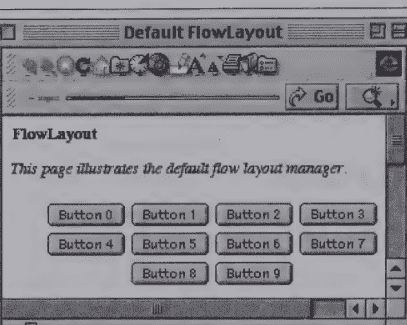 Default FlowLayout
Go
FlowLayout
This page illustrates the default flow layout manager.
Button 0 Button 1 Button 2 Button 3
Button 4 Button 5 Button 6 Button 7
Button 8 Button 9